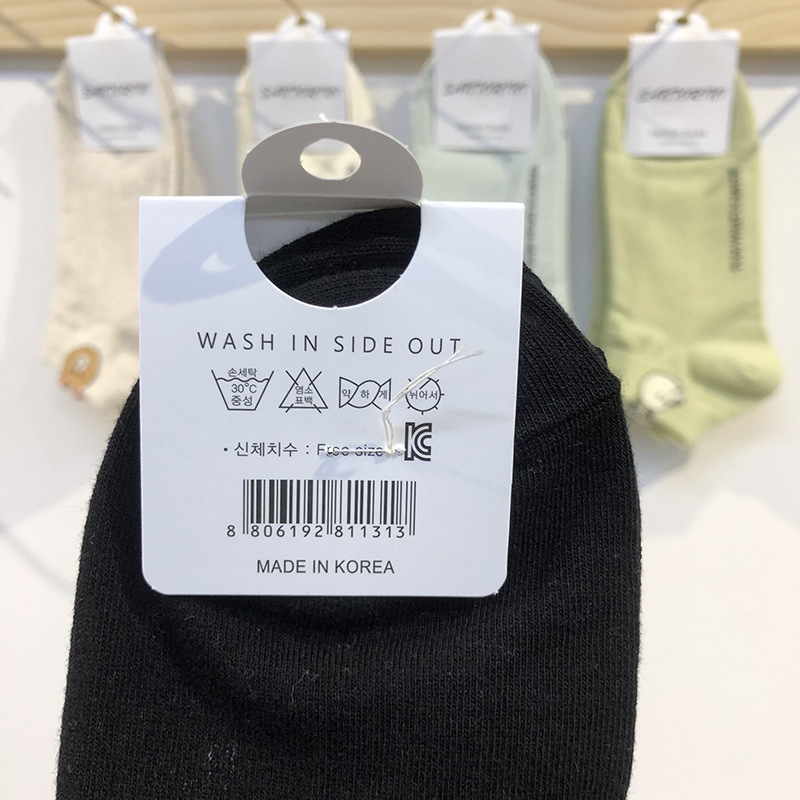 WASH IN SIDE OUT
손세탁 30°C 중성
염소 표백
약하게
뉘어서
• 신체치수 : Free size
8 806192 811313
MADE IN KOREA